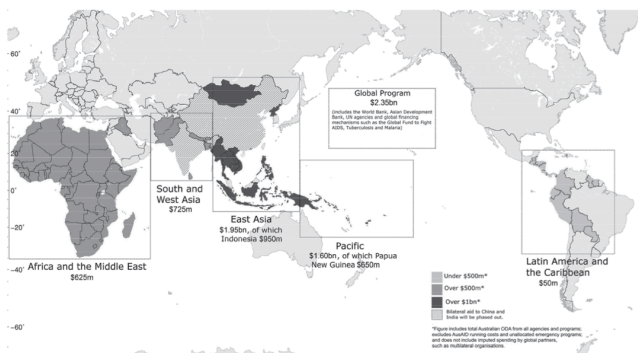 60˚
40˚
20˚
0˚
-20˚
-40˚
-60˚
Global Program
$2.35bn
(Includes the World Bank, Asian Development
Bank, UN agencies and global financing
mechanisms such as the Global Fund to Fight
AIDS, Tuberculosis and Malaria)
South and
West Asia
$725m
East Asia
$1.95bn, of which
Indonesia $950m
Pacific
$1.60bn, of which Papua
New Guinea $650m
Africa and the Middle East
$625m
Latin America and
the Caribbean
$50m
Under $500m*
Over $500m*
Over $1bn*
Bilateral aid to China and
India will be phased out.
*Figure includes total Australian ODA from all agencies and programs;
excludes AusAID running costs and unallocated emergency programs;
and does not include imputed spending by global partners,
such as multilateral organisations.